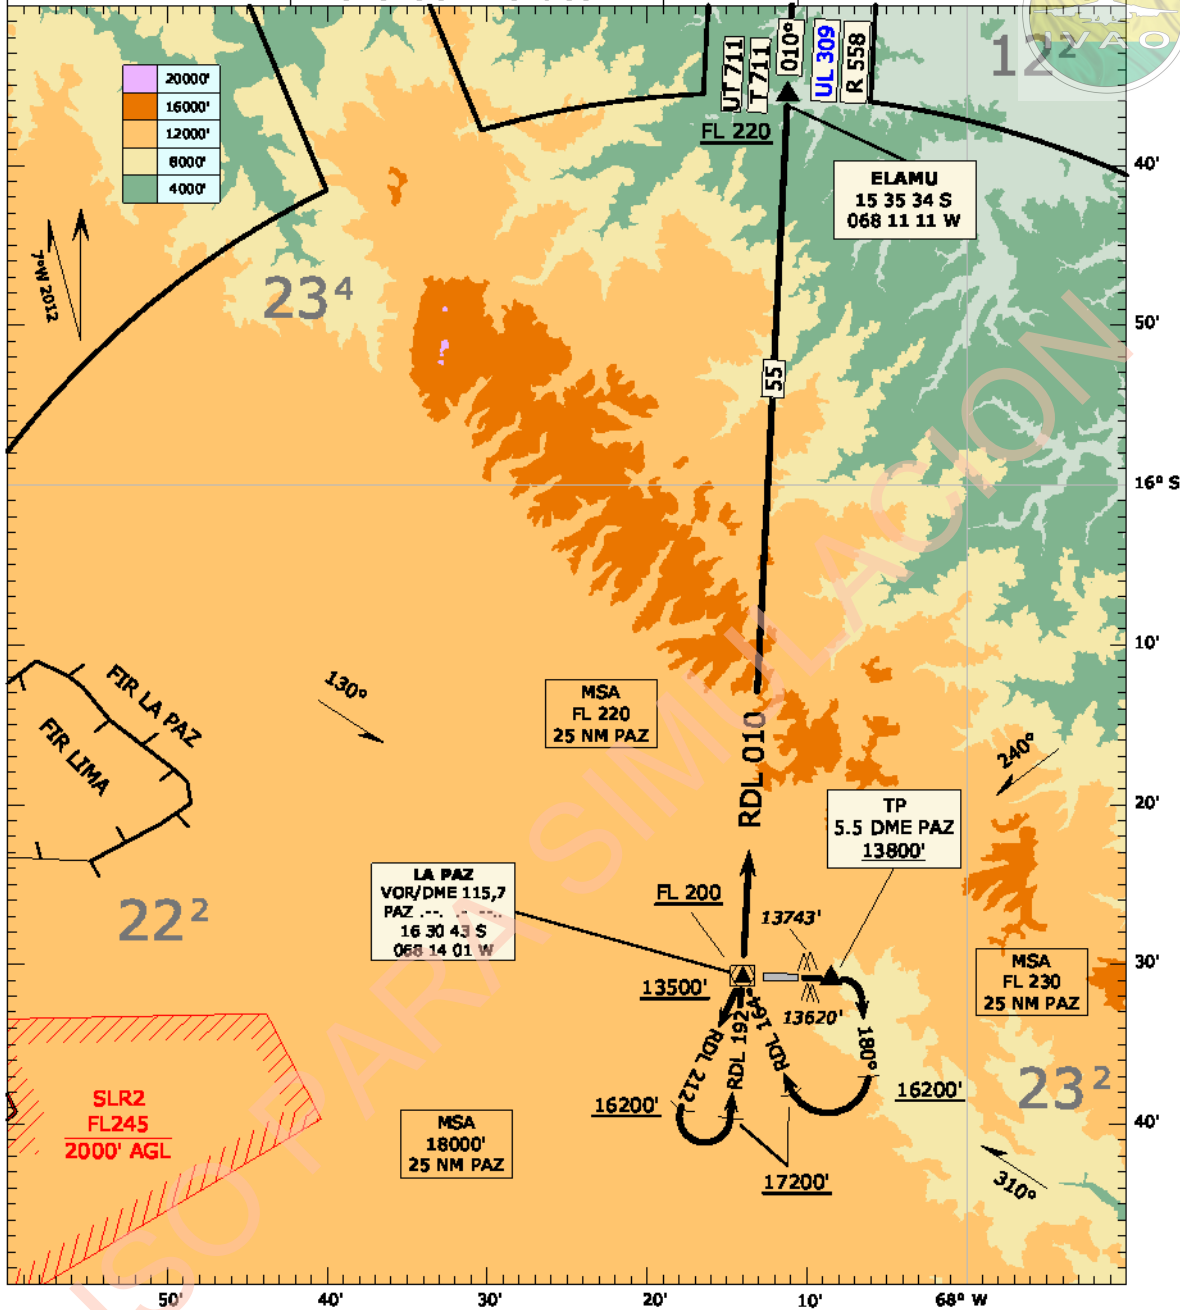 UT 711
T 711
010°
UL 309
R 558
12²
IVAO
20000'
16000'
12000'
8000'
4000'
FL 220
40'
ELAMU
15 35 34 S
068 11 11 W
7°W 2012
23⁴
50'
55
16° S
10'
FIR LA PAZ
FIR LIMA
130°
MSA
FL 220
25 NM PAZ
RDL 010
240°
20'
TP
5.5 DME PAZ
13800'
LA PAZ
VOR/DME 115,7
PAZ .--. .- --..
16 30 43 S
068 14 01 W
FL 200
13743'
22²
30'
MSA
FL 230
25 NM PAZ
13500'
13620'
RDL 212
RDL 192
RDL 164
180°
16200'
16200'
23²
SLR2
FL245
2000' AGL
MSA
18000'
25 NM PAZ
40'
17200'
310°
50'
40'
30'
20'
10'
68° W
USO PARA SIMULACION